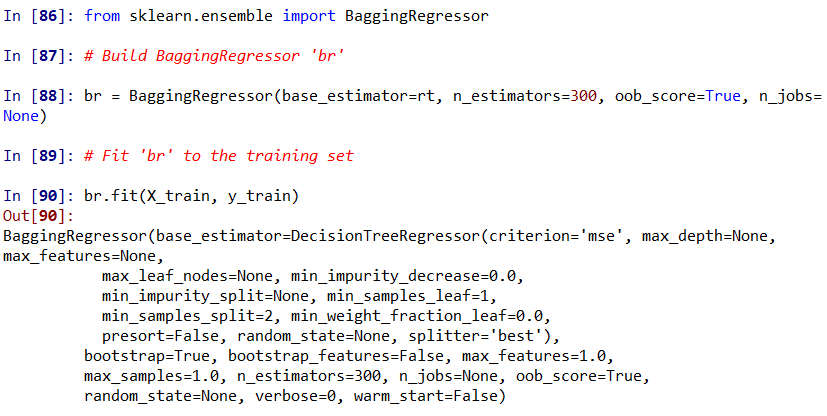 In [86]: from sklearn.ensemble import BaggingRegressor
In [87]: # Build BaggingRegressor 'br'
In [88]: br = BaggingRegressor(base_estimator=rt, n_estimators=300, oob_score=True, n_jobs=
None)
In [89]: # Fit 'br' to the training set
In [90]: br.fit(X_train, y_train)
Out[90]:
BaggingRegressor(base_estimator=DecisionTreeRegressor(criterion='mse', max_depth=None,
max_features=None,
max_leaf_nodes=None, min_impurity_decrease=0.0,
min_impurity_split=None, min_samples_leaf=1,
min_samples_split=2, min_weight_fraction_leaf=0.0,
presort=False, random_state=None, splitter='best'),
bootstrap=True, bootstrap_features=False, max_features=1.0,
max_samples=1.0, n_estimators=300, n_jobs=None, oob_score=True,
random_state=None, verbose=0, warm_start=False)